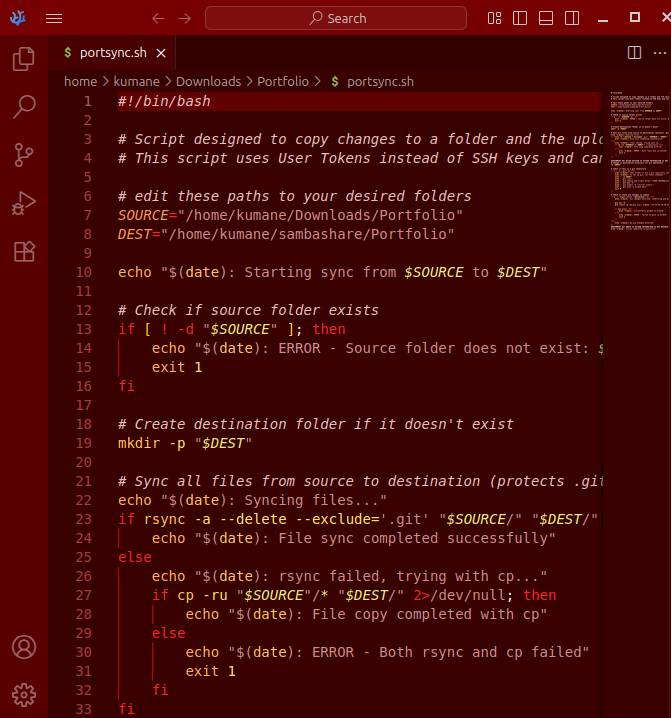 Search
$ portsync.sh
home > kumane > Downloads > Portfolio > $ portsync.sh
1 #!/bin/bash
2
3 # Script designed to copy changes to a folder and the uplo
4 # This script uses User Tokens instead of SSH keys and can
5
6 # edit these paths to your desired folders
7 SOURCE="/home/kumane/Downloads/Portfolio"
8 DEST="/home/kumane/sambashare/Portfolio"
9
10 echo "$(date): Starting sync from $SOURCE to $DEST"
11
12 # Check if source folder exists
13 if [ ! -d "$SOURCE" ]; then
14     echo "$(date): ERROR - Source folder does not exist: $
15     exit 1
16 fi
17
18 # Create destination folder if it doesn't exist
19 mkdir -p "$DEST"
20
21 # Sync all files from source to destination (protects .git
22 echo "$(date): Syncing files..."
23 if rsync -a --delete --exclude='.git' "$SOURCE/" "$DEST/"
24     echo "$(date): File sync completed successfully"
25 else
26     echo "$(date): rsync failed, trying with cp..."
27     if cp -ru "$SOURCE"/* "$DEST/" 2>/dev/null; then
28         echo "$(date): File copy completed with cp"
29     else
30         echo "$(date): ERROR - Both rsync and cp failed"
31         exit 1
32     fi
33 fi